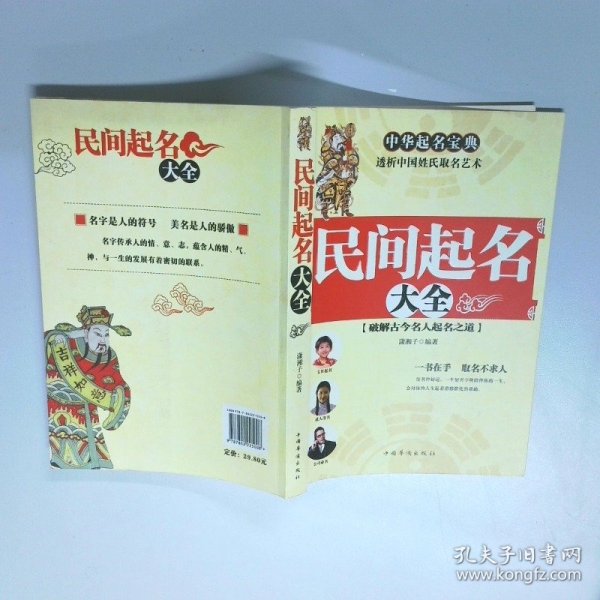 民间起名
大全
名字是人的符号 美名是人的骄傲
名字传承人的情、意、志,蕴含人的精、气、
神,与一生的发展有着密切的联系。
吉祥如意
定价:29.80元
民间起名大全
潇湘子·编著
中华起名宝典
透析中国姓氏取名艺术
民间起名
大全
【破解古今名人起名之道】
潇湘子·编著
一书在手 取名不求人
中国华侨出版社
孔夫子旧书网
www.kongfz.com